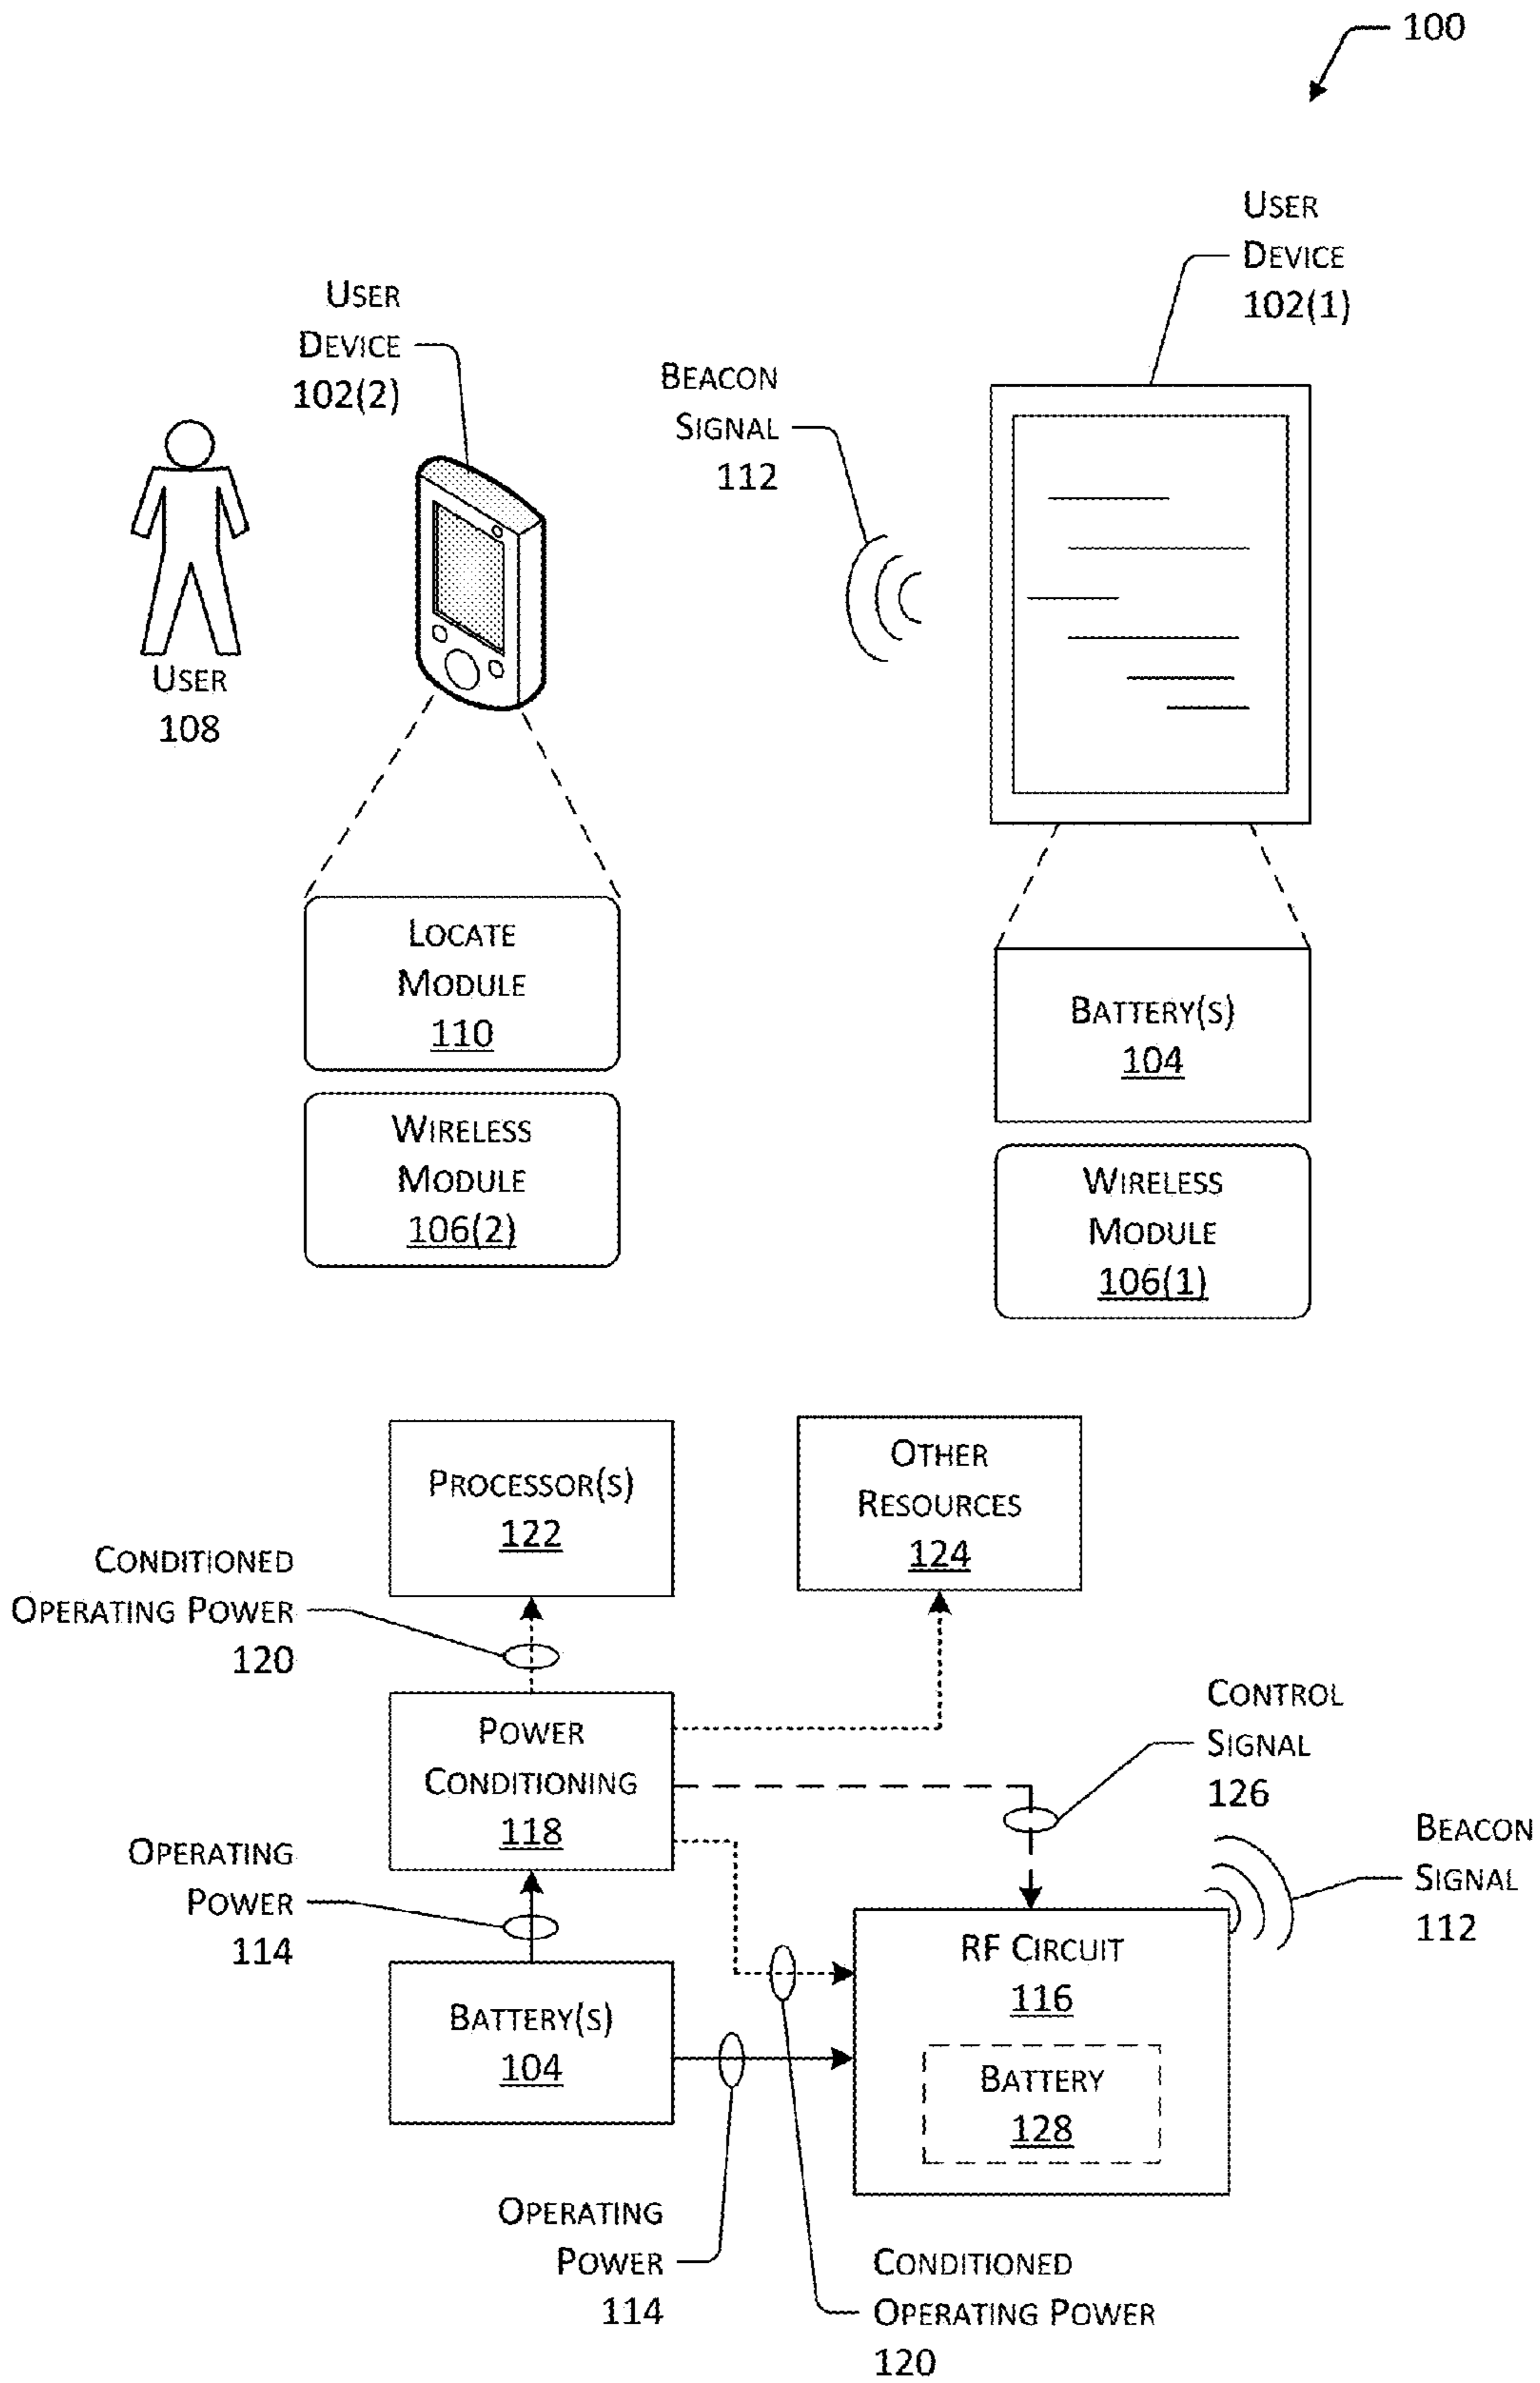 100
USER
DEVICE
102(1)
USER
DEVICE
102(2)
BEACON
SIGNAL
112
USER
108
LOCATE
MODULE
110
WIRELESS
MODULE
106(2)
BATTERY(S)
104
WIRELESS
MODULE
106(1)
PROCESSOR(S)
122
OTHER
RESOURCES
124
CONDITIONED
OPERATING POWER
120
POWER
CONDITIONING
118
CONTROL
SIGNAL
126
OPERATING
POWER
114
BEACON
SIGNAL
112
BATTERY(S)
104
RF CIRCUIT
116
BATTERY
128
OPERATING
POWER
114
CONDITIONED
OPERATING POWER
120